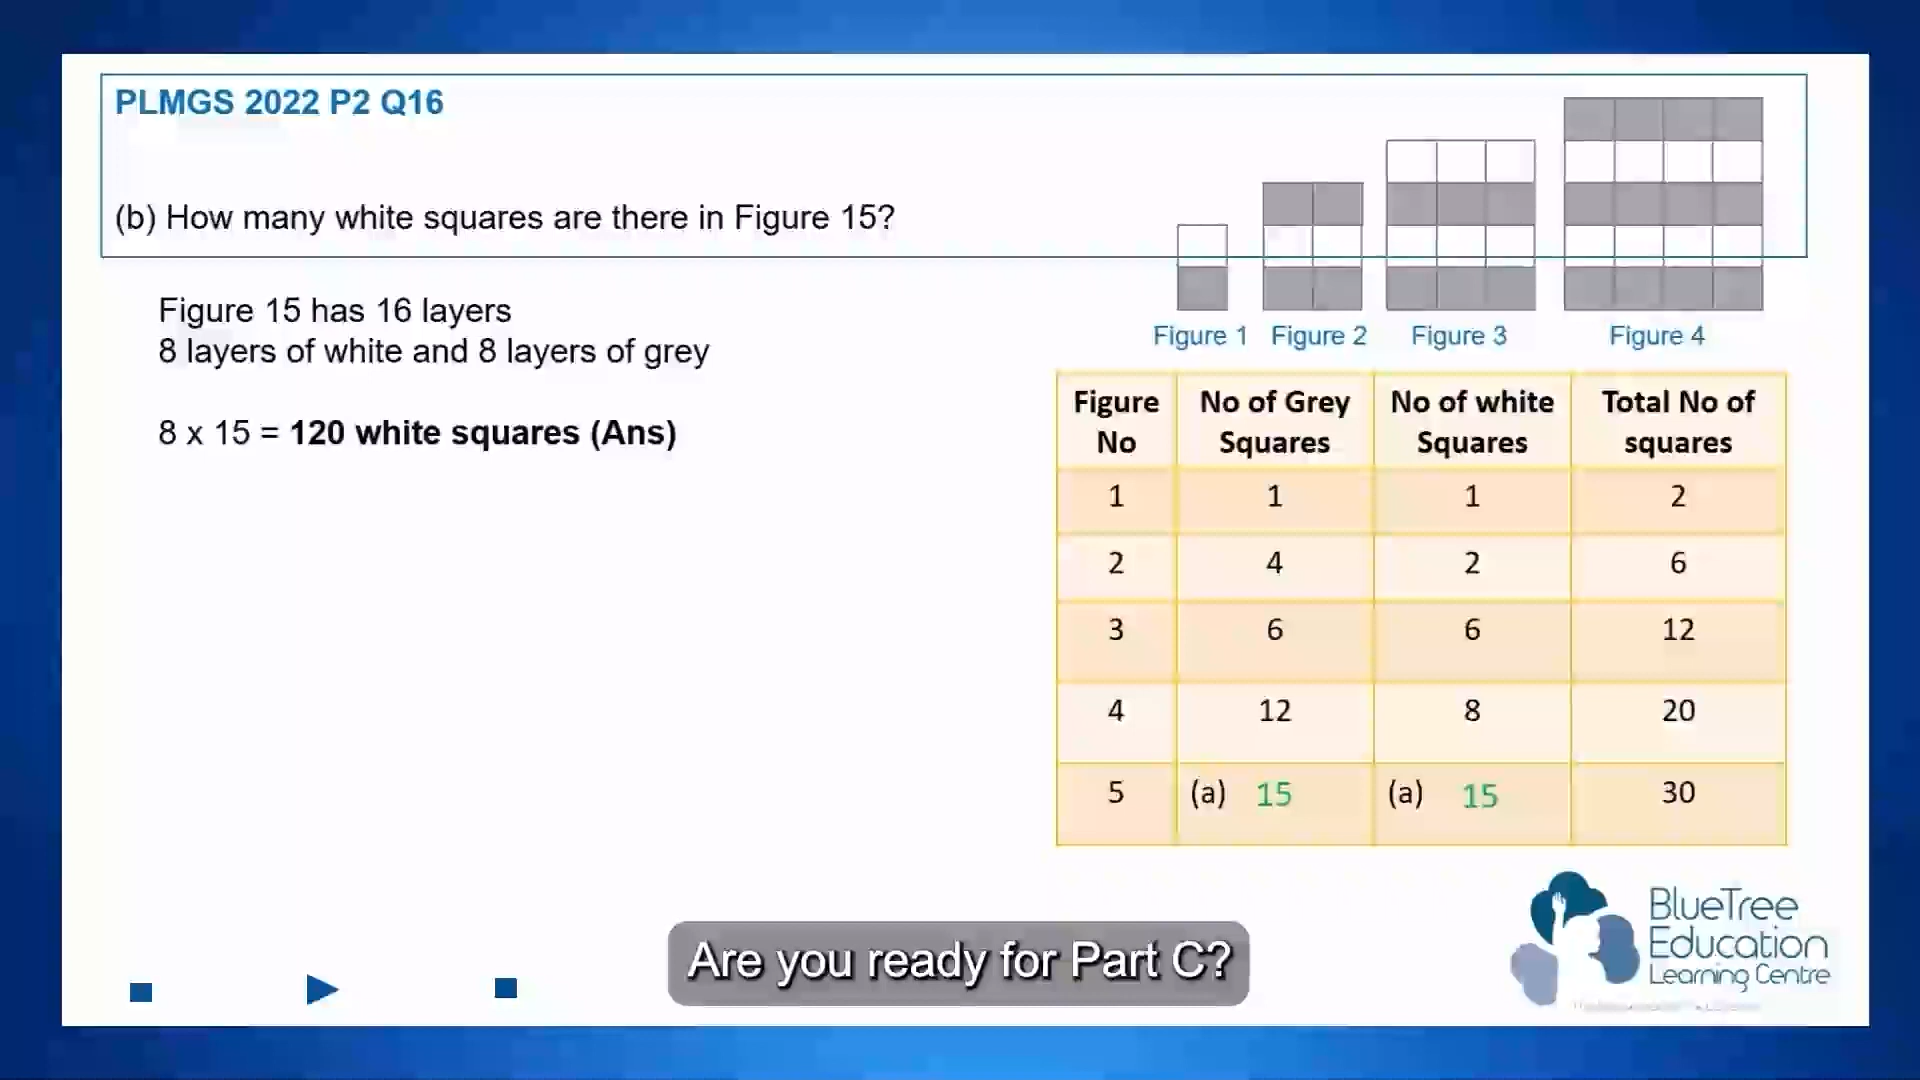 PLMGS 2022 P2 Q16
(b) How many white squares are there in Figure 15?
Figure 1 Figure 2 Figure 3 Figure 4
Figure 15 has 16 layers
8 layers of white and 8 layers of grey
8 x 15 = 120 white squares (Ans)
Figure No No of Grey Squares No of white Squares Total No of squares
1 1 1 2
2 4 2 6
3 6 6 12
4 12 8 20
5 (a) 15 (a) 15 30
Are you ready for Part C?
BlueTree
Education
Learning Centre